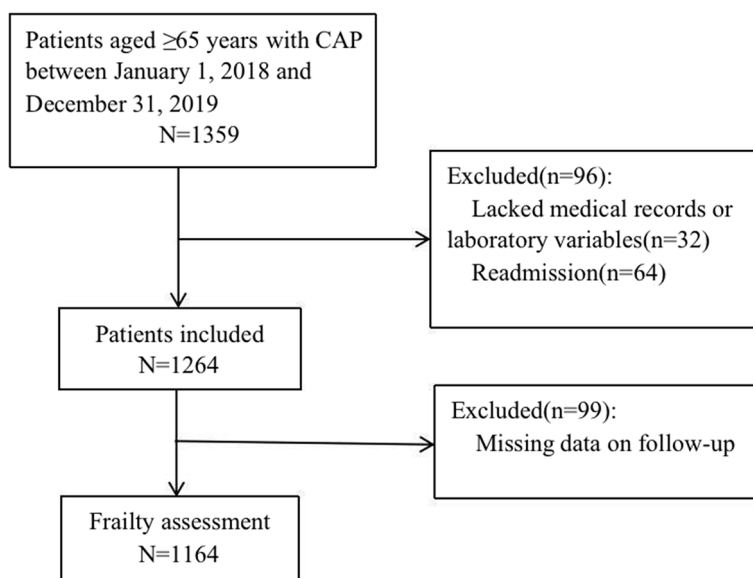 Patients aged ≥65 years with CAP
between January 1, 2018 and
December 31, 2019
N=1359
Excluded(n=96):
Lacked medical records or
laboratory variables(n=32)
Readmission(n=64)
Patients included
N=1264
Excluded(n=99):
Missing data on follow-up
Frailty assessment
N=1164